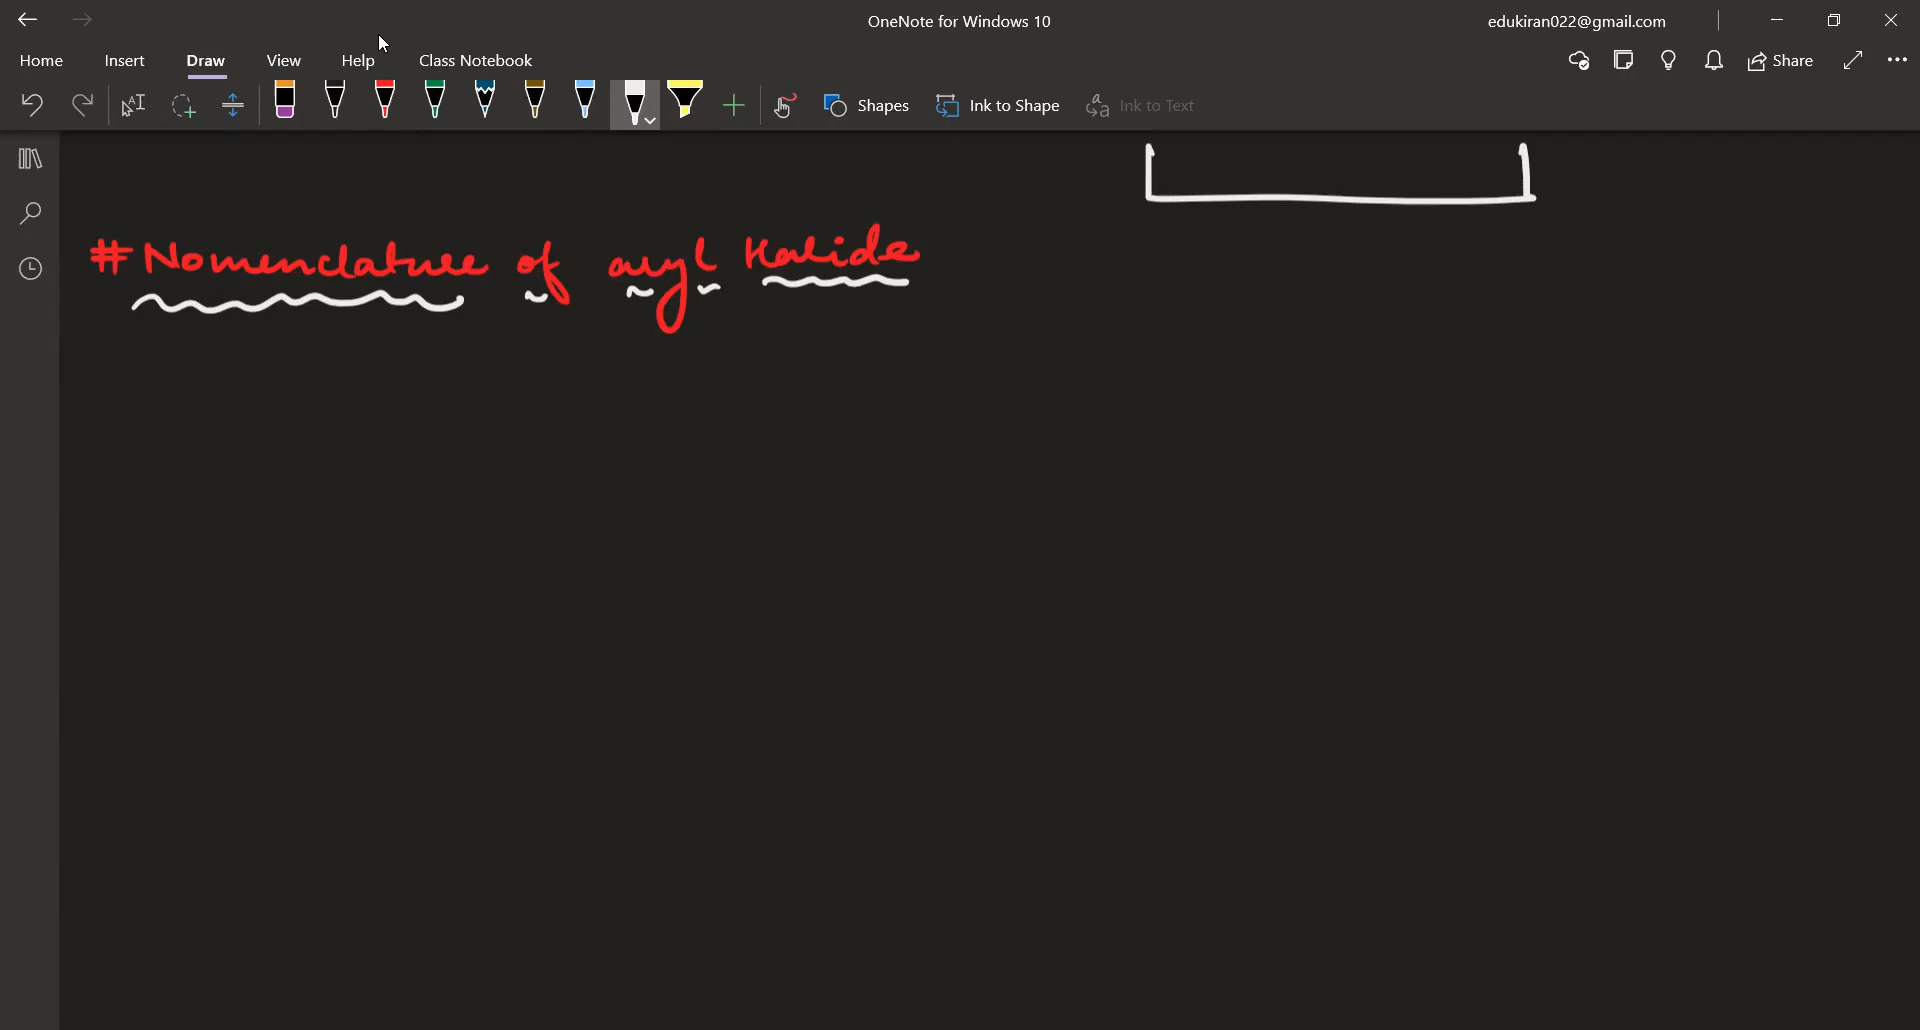 OneNote for Windows 10
edukiran022@gmail.com
Home Insert Draw View Help Class Notebook
Share
Shapes Ink to Shape Ink to Text
#Nomenclature of aryl Halide